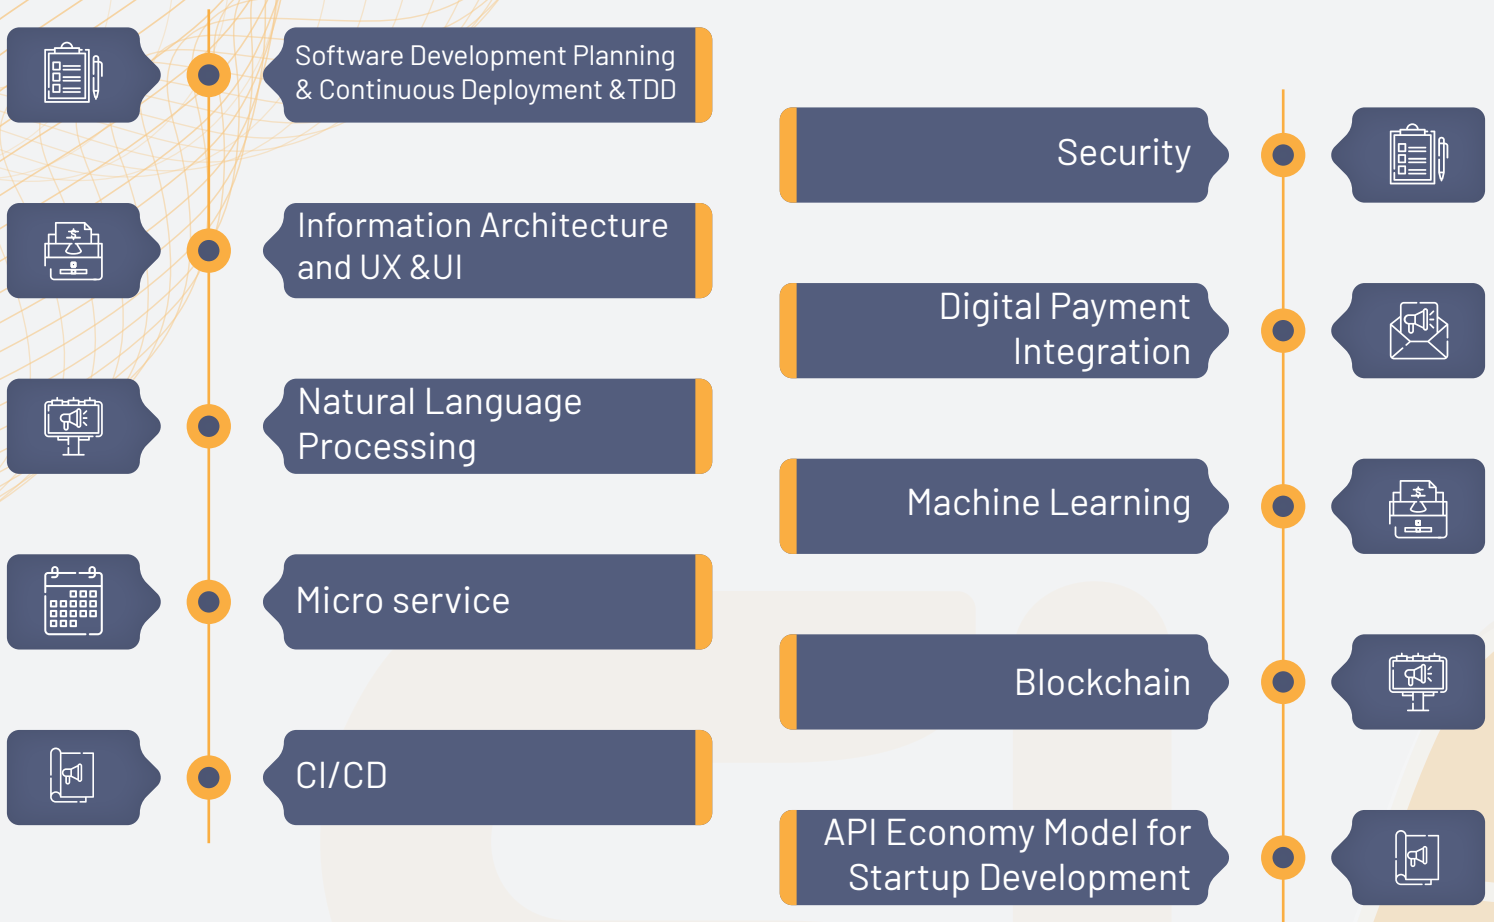 Software Development Planning
& Continuous Deployment &TDD
Information Architecture
and UX &UI
Natural Language
Processing
Micro service
CI/CD
Security
Digital Payment
Integration
Machine Learning
Blockchain
API Economy Model for
Startup Development